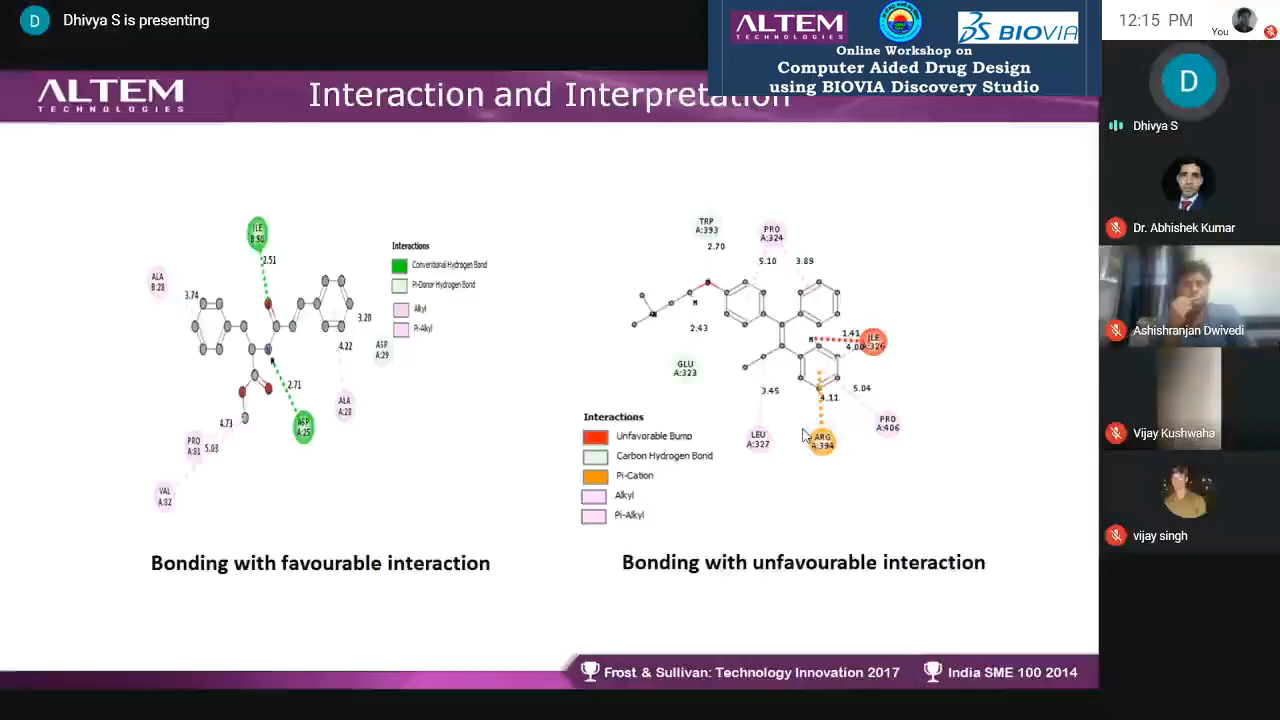 D
Dhivya S is presenting
ALTEM
TECHNOLOGIES
3S BIOVIA
Online Workshop on
Computer Aided Drug Design
using BIOVIA Discovery Studio
12:15 PM
You
ALTEM
TECHNOLOGIES
Interaction and Interpretation
D
Dhivya S
Dr. Abhishek Kumar
Ashishranjan Dwivedi
Vijay Kushwaha
vijay singh
ILE
B:50
2.51
ALA
B:28
3.74
3.20
ASP
A:29
4.22
2.71
ALA
A:28
ASP
A:25
4.73
PRO
A:81
5.03
VAL
A:82
N
H
Interactions
Conventional Hydrogen Bond
Pi-Donor Hydrogen Bond
Alkyl
Pi-Alkyl
Bonding with favourable interaction
TRP
A:393
2.70
PRO
A:324
5.10
3.89
H
2.43
GLU
A:323
H
1.41
4.00
ILE
A:326
3.45
4.11
5.04
LEU
A:327
ARG
A:394
PRO
A:406
Interactions
Unfavorable Bump
Carbon Hydrogen Bond
Pi-Cation
Alkyl
Pi-Alkyl
Bonding with unfavourable interaction
Frost & Sullivan: Technology Innovation 2017
India SME 100 2014